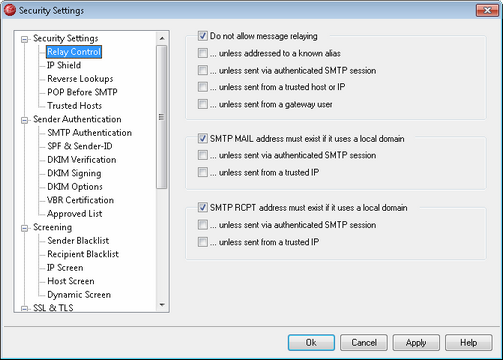 Security Settings
Security Settings
Relay Control
IP Shield
Reverse Lookups
POP Before SMTP
Trusted Hosts
Sender Authentication
SMTP Authentication
SPF & Sender-ID
DKIM Verification
DKIM Signing
DKIM Options
VBR Certification
Approved List
Screening
Sender Blacklist
Recipient Blacklist
IP Screen
Host Screen
Dynamic Screen
SSL & TLS
Do not allow message relaying
... unless addressed to a known alias
... unless sent via authenticated SMTP session
... unless sent from a trusted host or IP
... unless sent from a gateway user
SMTP MAIL address must exist if it uses a local domain
... unless sent via authenticated SMTP session
... unless sent from a trusted IP
SMTP RCPT address must exist if it uses a local domain
... unless sent via authenticated SMTP session
... unless sent from a trusted IP
Ok
Cancel
Apply
Help